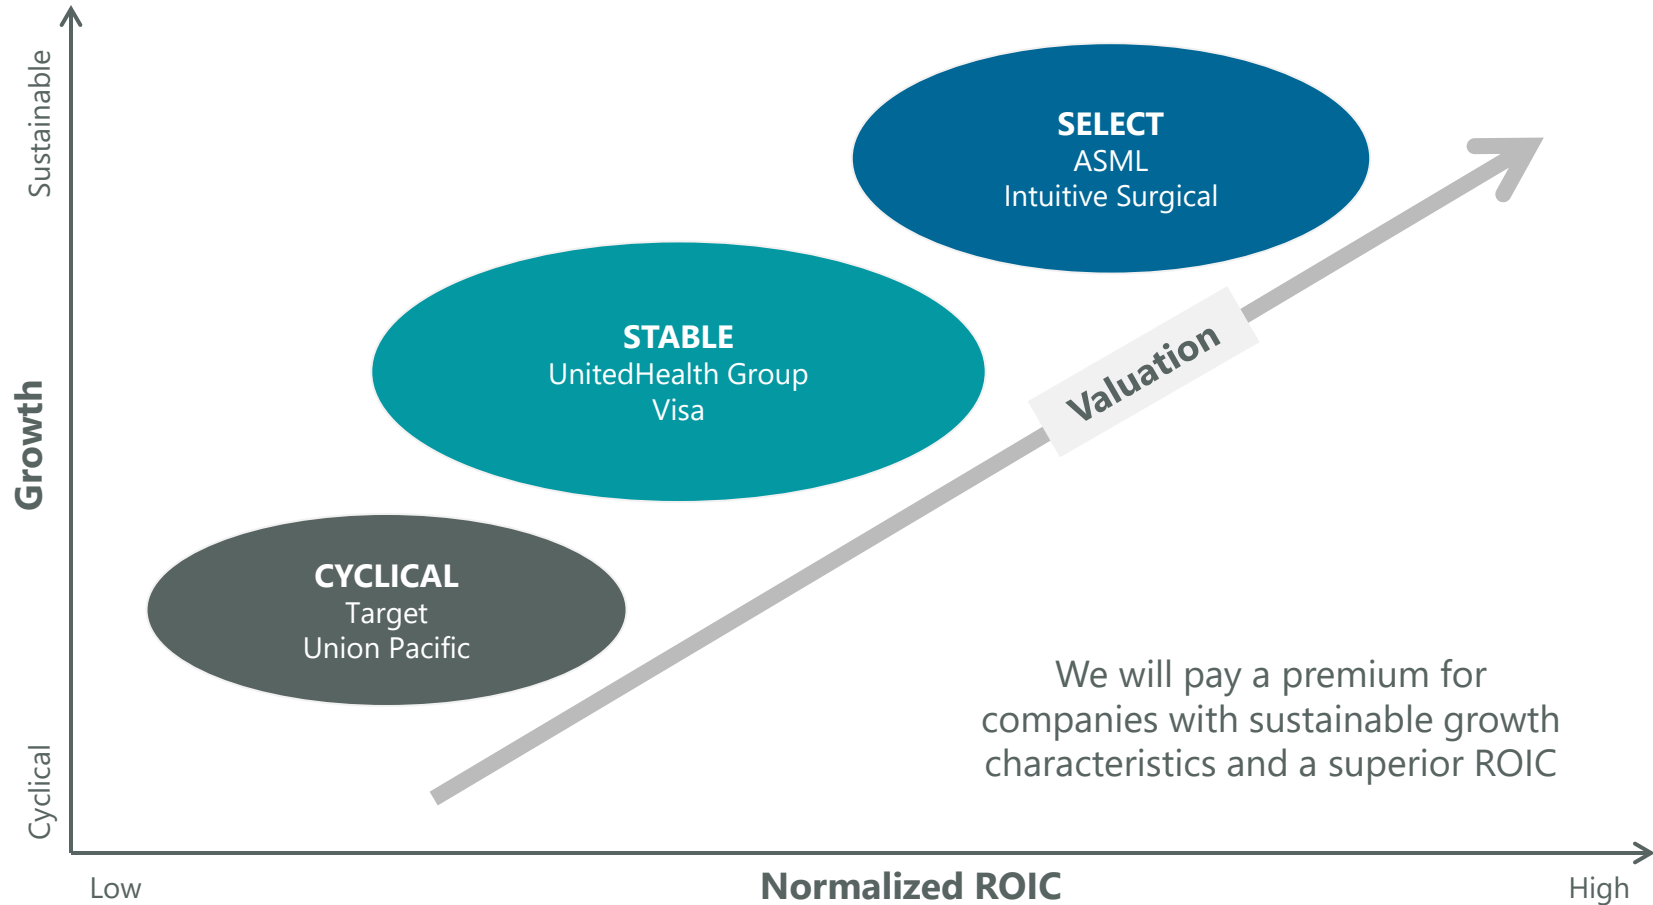 Sustainable
SELECT
ASML
Intuitive Surgical
STABLE
UnitedHealth Group
Visa
Valuation
Growth
CYCLICAL
Target
Union Pacific
We will pay a premium for
companies with sustainable growth
characteristics and a superior ROIC
Cyclical
Low
Normalized ROIC
High